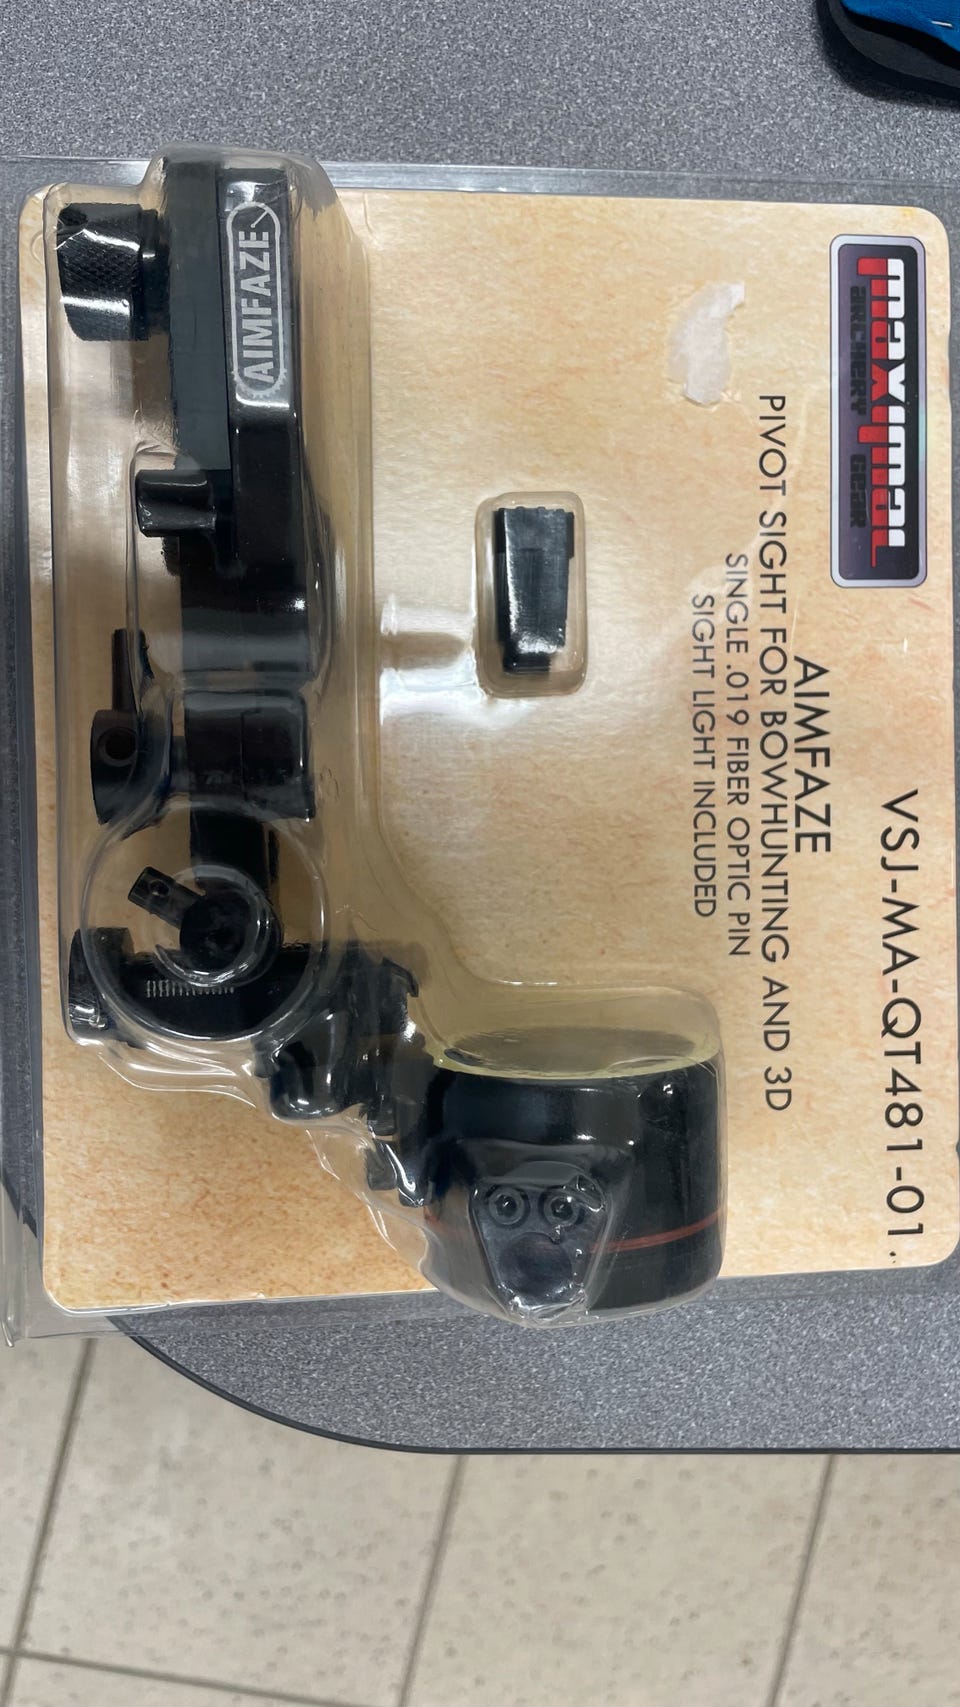 maximal
ARCHERY GEAR
VSJ-MA-QT481-01.
AIMFAZE
PIVOT SIGHT FOR BOWHUNTING AND 3D
SINGLE .019 FIBER OPTIC PIN
SIGHT LIGHT INCLUDED
AIMFAZE